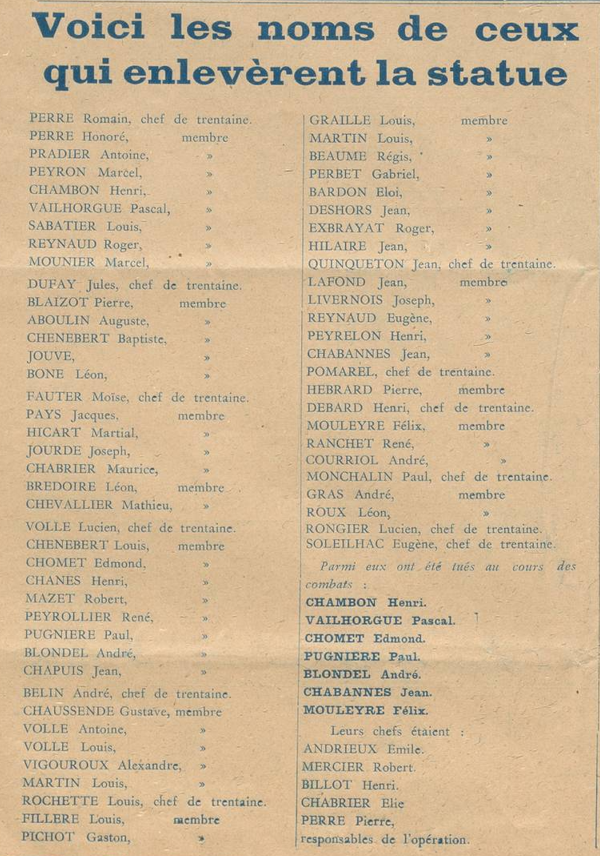 Voici les noms de ceux
qui enlevèrent la statue
PERRE Romain, chef de trentaine.
PERRE Honoré, membre
PRADIER Antoine, »
PEYRON Marcel, »
CHAMBON Henri, »
VAILHORGUE Pascal, »
SABATIER Louis, »
REYNAUD Roger, »
MOUNIER Marcel, »
DUFAY Jules, chef de trentaine.
BLAIZOT Pierre, membre
ABOULIN Auguste, »
CHENEBERT Baptiste, »
JOUVE, »
BONE Léon, »
FAUTER Moïse, chef de trentaine.
PAYS Jacques, membre
HICART Martial, »
JOURDE Joseph, »
CHABRIER Maurice, »
BREDOIRE Léon, membre
CHEVALLIER Mathieu, »
VOLLE Lucien, chef de trentaine.
CHENEBERT Louis, membre
CHOMET Edmond, »
CHANES Henri, »
MAZET Robert, »
PEYROLLIER René, »
PUGNIERE Paul, »
BLONDEL André, »
CHAPUIS Jean, »
BELIN André, chef de trentaine.
CHAUSSENDE Gustave, membre
VOLLE Antoine, »
VOLLE Louis, »
VIGOUROUX Alexandre, »
MARTIN Louis, »
ROCHETTE Louis, chef de trentaine.
FILLERE Louis, membre
PICHOT Gaston, »
GRAILLE Louis, membre
MARTIN Louis, »
BEAUME Régis, »
PERBET Gabriel, »
BARDON Eloi, »
DESHORS Jean, »
EXBRAYAT Roger, »
HILAIRE Jean, »
QUINQUETON Jean, chef de trentaine.
LAFOND Jean, membre
LIVERNOIS Joseph, »
REYNAUD Eugène, »
PEYRELON Henri, »
CHABANNES Jean, »
POMAREL, chef de trentaine.
HEBRARD Pierre, membre
DEBARD Henri, chef de trentaine.
MOULEYRE Félix, membre
RANCHET René, »
COURRIOL André, »
MONCHALIN Paul, chef de trentaine.
GRAS André, membre
ROUX Léon, »
RONGIER Lucien, chef de trentaine.
SOLEILHAC Eugène, chef de trentaine.
Parmi eux ont été tués au cours des
combats :
CHAMBON Henri.
VAILHORGUE Pascal.
CHOMET Edmond.
PUGNIERE Paul.
BLONDEL André.
CHABANNES Jean.
MOULEYRE Félix.
Leurs chefs étaient :
ANDRIEUX Emile.
MERCIER Robert.
BILLOT Henri.
CHABRIER Elie
PERRE Pierre,
responsables de l'opération.